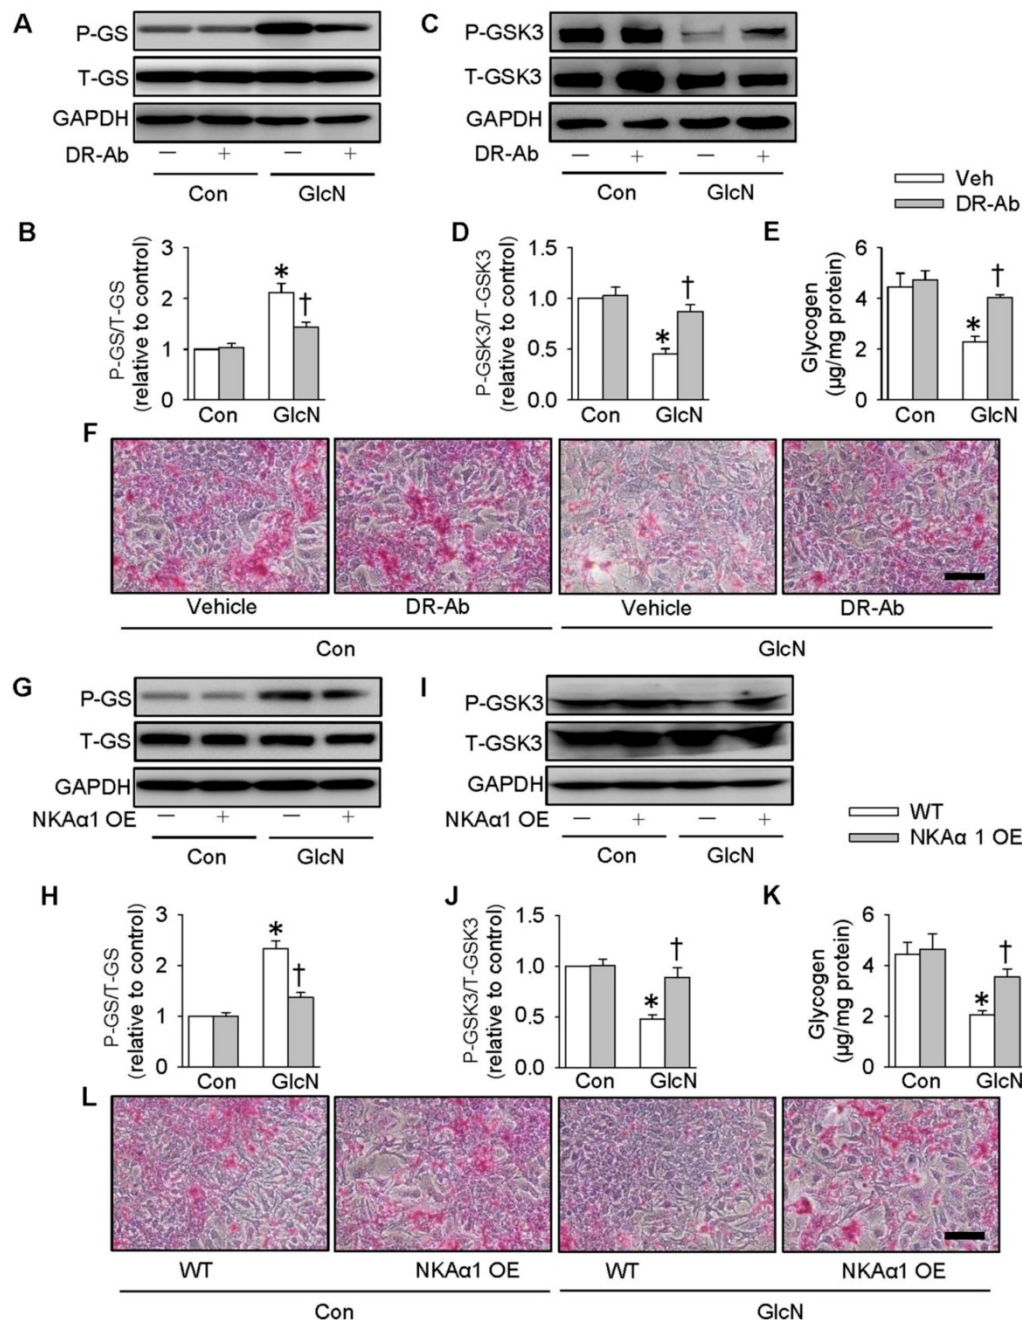 A
P-GS
T-GS
GAPDH
DR-Ab
— + — +
Con GlcN
C
P-GSK3
T-GSK3
GAPDH
DR-Ab
— + — +
Con GlcN
Veh
DR-Ab
B
P-GS/T-GS
(relative to control)
3
2
1
0
*
†
Con GlcN
D
P-GSK3/T-GSK3
(relative to control)
1.5
1.0
0.5
0.0
*
†
Con GlcN
E
Glycogen
(µg/mg protein)
6
4
2
0
*
†
Con GlcN
F
Vehicle DR-Ab Vehicle DR-Ab
Con GlcN
G
P-GS
T-GS
GAPDH
NKAα1 OE — + — +
Con GlcN
I
P-GSK3
T-GSK3
GAPDH
NKAα1 OE — + — +
Con GlcN
WT
NKAα 1 OE
H
P-GS/T-GS
(relative to control)
3
2
1
0
*
†
Con GlcN
J
P-GSK3/T-GSK3
(relative to control)
1.5
1.0
0.5
0.0
*
†
Con GlcN
K
Glycogen
(µg/mg protein)
6
4
2
0
*
†
Con GlcN
L
WT NKAα1 OE WT NKAα1 OE
Con GlcN